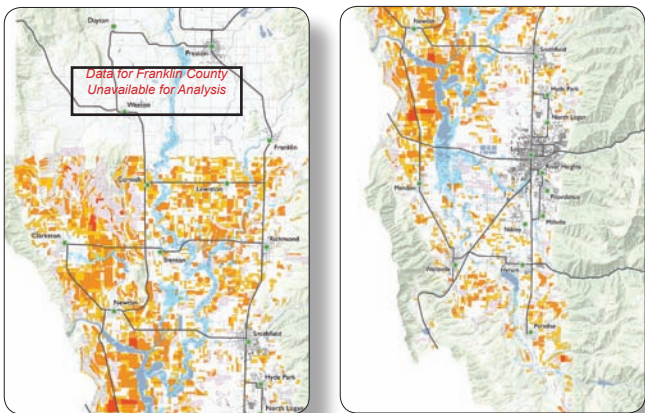 Dayton
Preston
Data for Franklin County
Unavailable for Analysis
Weston
Franklin
Cornish
Lewiston
Clarkston
Richmond
Trenton
Newton
Smithfield
Hyde Park
North Logan
Newton
Smithfield
Hyde Park
North Logan
River Heights
Mendon
Providence
Millville
Nibley
Wellsville
Hyrum
Paradise